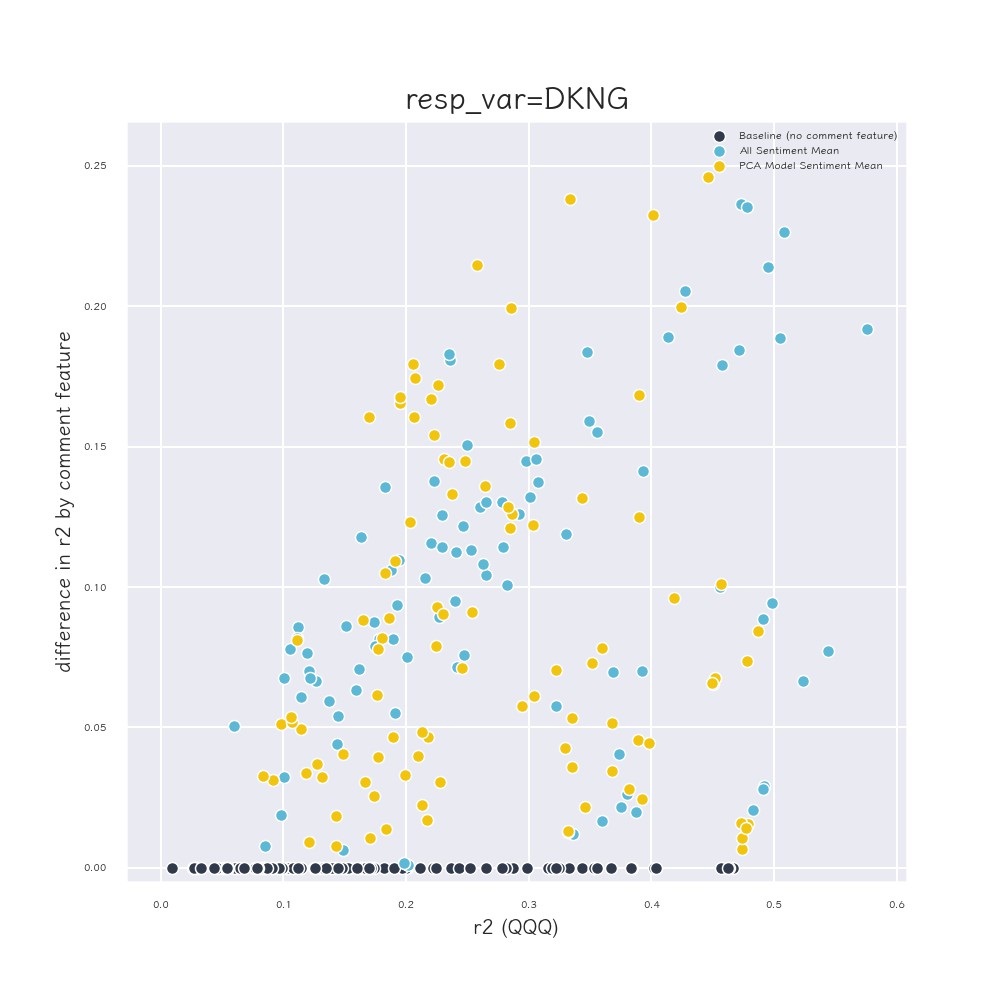 resp_var=DKNG
Baseline (no comment feature)
All Sentiment Mean
PCA Model Sentiment Mean
difference in r2 by comment feature
0.25
0.20
0.15
0.10
0.05
0.00
0.0 0.1 0.2 0.3 0.4 0.5 0.6
r2 (QQQ)